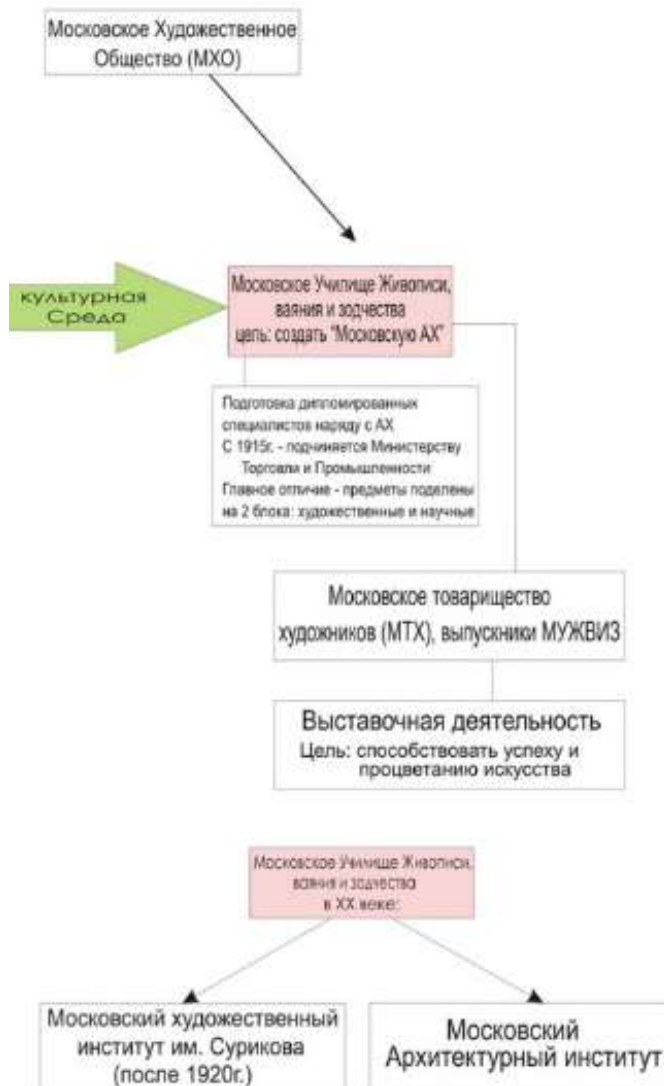 Московское Художественное
Общество (МХО)
культурная
Среда
Московское Училище Живописи,
ваяния и зодчества
цель: создать "Московскую АХ"
Подготовка дипломированных
специалистов наряду с АХ
С 1915г. - подчиняется Министерству
Торговли и Промышленности
Главное отличие - предметы поделены
на 2 блока: художественные и научные
Московское товарищество
художников (МТХ), выпускники МУЖВИЗ
Выставочная деятельность
Цель: способствовать успеху и
процветанию искусства
Московское Училище Живописи,
ваяния и зодчества
в XX веке:
Московский художественный
институт им. Сурикова
(после 1920г.)
Московский
Архитектурный институт